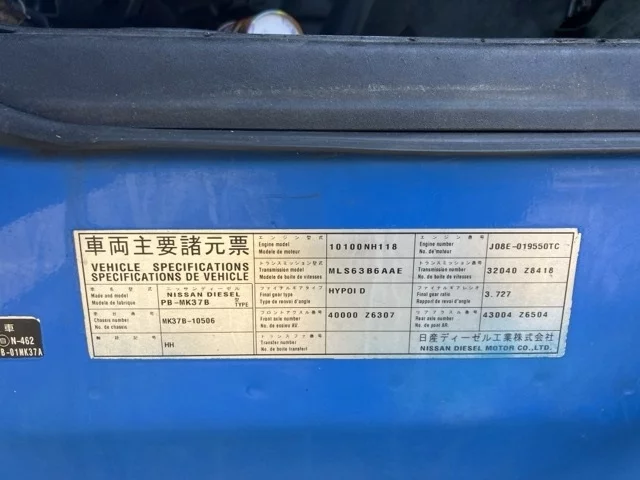 車両主要諸元票
VEHICLE SPECIFICATIONS
SPECIFICATIONS DE VEHICLE
Make and model
Modele de fabrique
ニッサンディーゼル
NISSAN DIESEL
PB-MK37B 型 TYPE
Chassis number
No de chassis
MK37B-10506
HH
エンジン型式
Engine model
Modele de moteur
10100NH118
エンジン番号
Engine number
No. de moteur
J08E-019550TC
トランスミッション型式
Transmission model
Modele de boite de vitesses
MLS63B6AAE
トランスミッション番号
Transmission number
No de boite de vitesses
32040 Z8418
ファイナルギヤタイプ
Final gear type
Type de renvoi d'angle
HYPOID
ファイナルギヤレシオ
Final gear ratio
Rapport de renvoi d'angle
3.727
フロントアクスル番号
Front axle number
No de essieu AV
40000 Z6307
リヤアクスル番号
Rear axle number
No de pont AR
43004 Z6504
Transfer number
No de boite transfert
日産ディーゼル工業株式会社
NISSAN DIESEL MOTOR CO.,LTD.
車
N-462
B-01MK37A